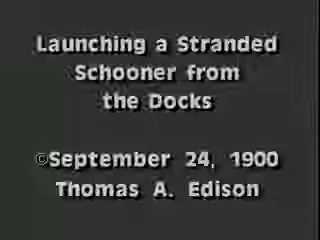 Launching a Stranded
Schooner from
the Docks
©September 24, 1900
Thomas A. Edison